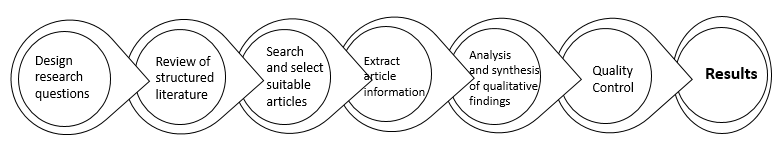 Design
research
questions
Review of
structured
literature
Search
and select
suitable
articles
Extract
article
information
Analysis
and synthesis
of qualitative
findings
Quality
Control
Results